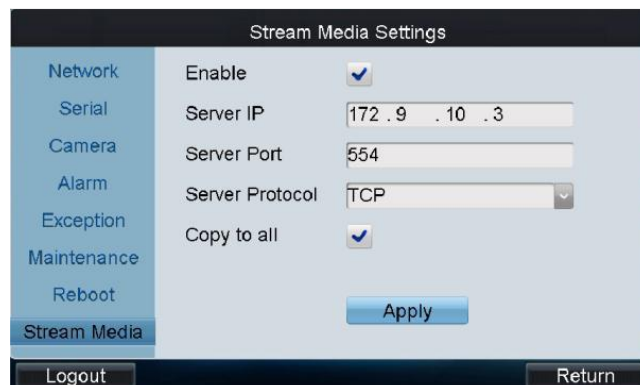 Stream Media Settings
Network
Serial
Camera
Alarm
Exception
Maintenance
Reboot
Stream Media
Enable
Server IP 172 . 9 . 10 . 3
Server Port 554
Server Protocol TCP
Copy to all
Apply
Logout
Return